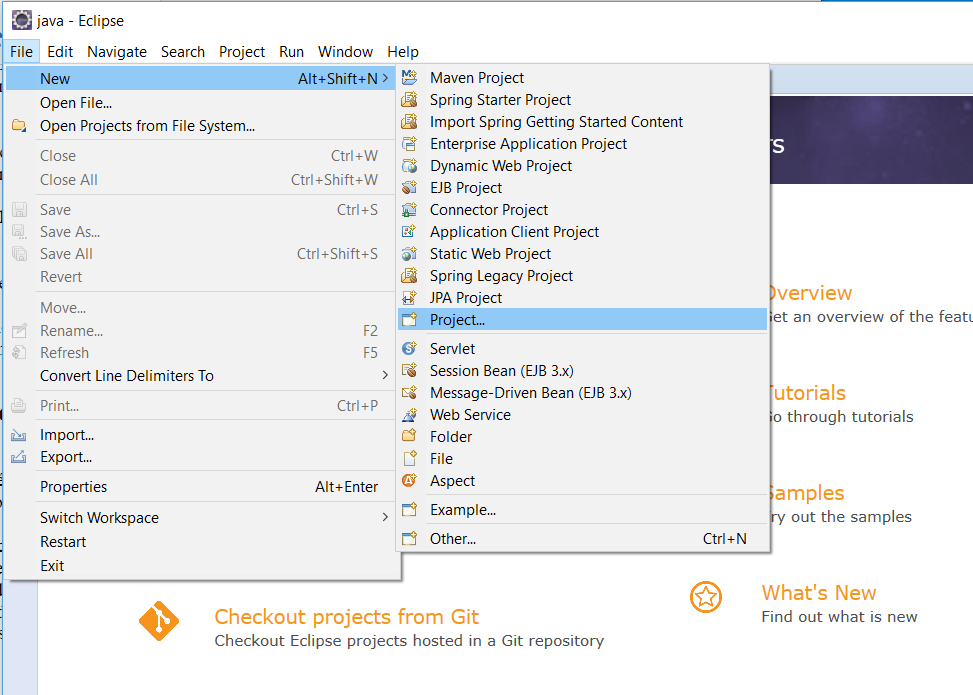 java - Eclipse
File Edit Navigate Search Project Run Window Help
New Alt+Shift+N >
Open File...
Open Projects from File System...
Close Ctrl+W
Close All Ctrl+Shift+W
Save Ctrl+S
Save As...
Save All Ctrl+Shift+S
Revert
Move...
Rename... F2
Refresh F5
Convert Line Delimiters To >
Print... Ctrl+P
Import...
Export...
Properties Alt+Enter
Switch Workspace >
Restart
Exit
Maven Project
Spring Starter Project
Import Spring Getting Started Content
Enterprise Application Project
Dynamic Web Project
EJB Project
Connector Project
Application Client Project
Static Web Project
Spring Legacy Project
JPA Project
Project...
Servlet
Session Bean (EJB 3.x)
Message-Driven Bean (EJB 3.x)
Web Service
Folder
File
Aspect
Example...
Other... Ctrl+N
rs
Overview
Get an overview of the featu
Tutorials
Go through tutorials
Samples
Try out the samples
What's New
Find out what is new
Checkout projects from Git
Checkout Eclipse projects hosted in a Git repository